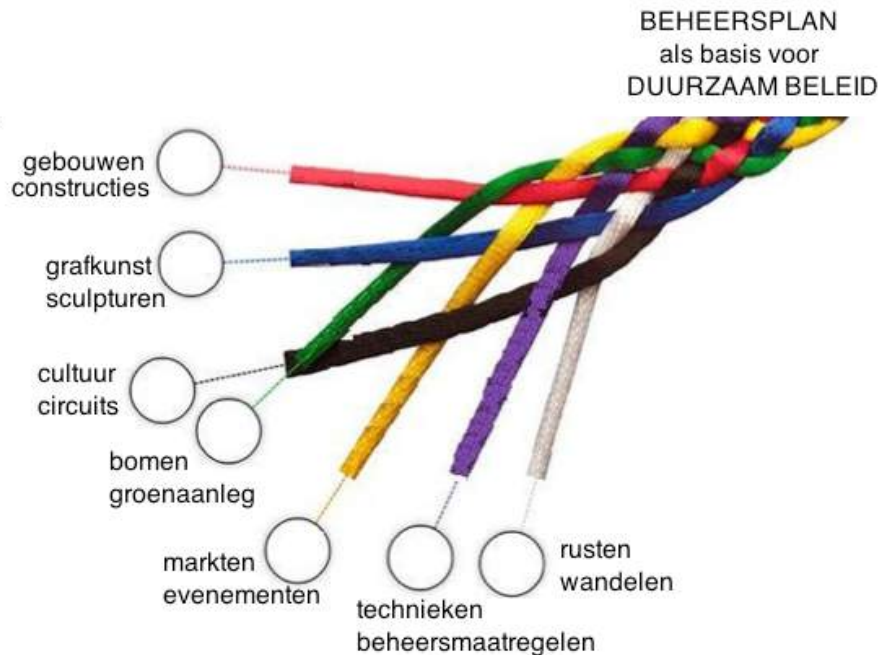 BEHEERSPLAN
als basis voor
DUURZAAM BELEID
gebouwen
constructies
grafkunst
sculpturen
cultuur
circuits
bomen
groenaanleg
markten
evenementen
technieken
beheersmaatregelen
rusten
wandelen